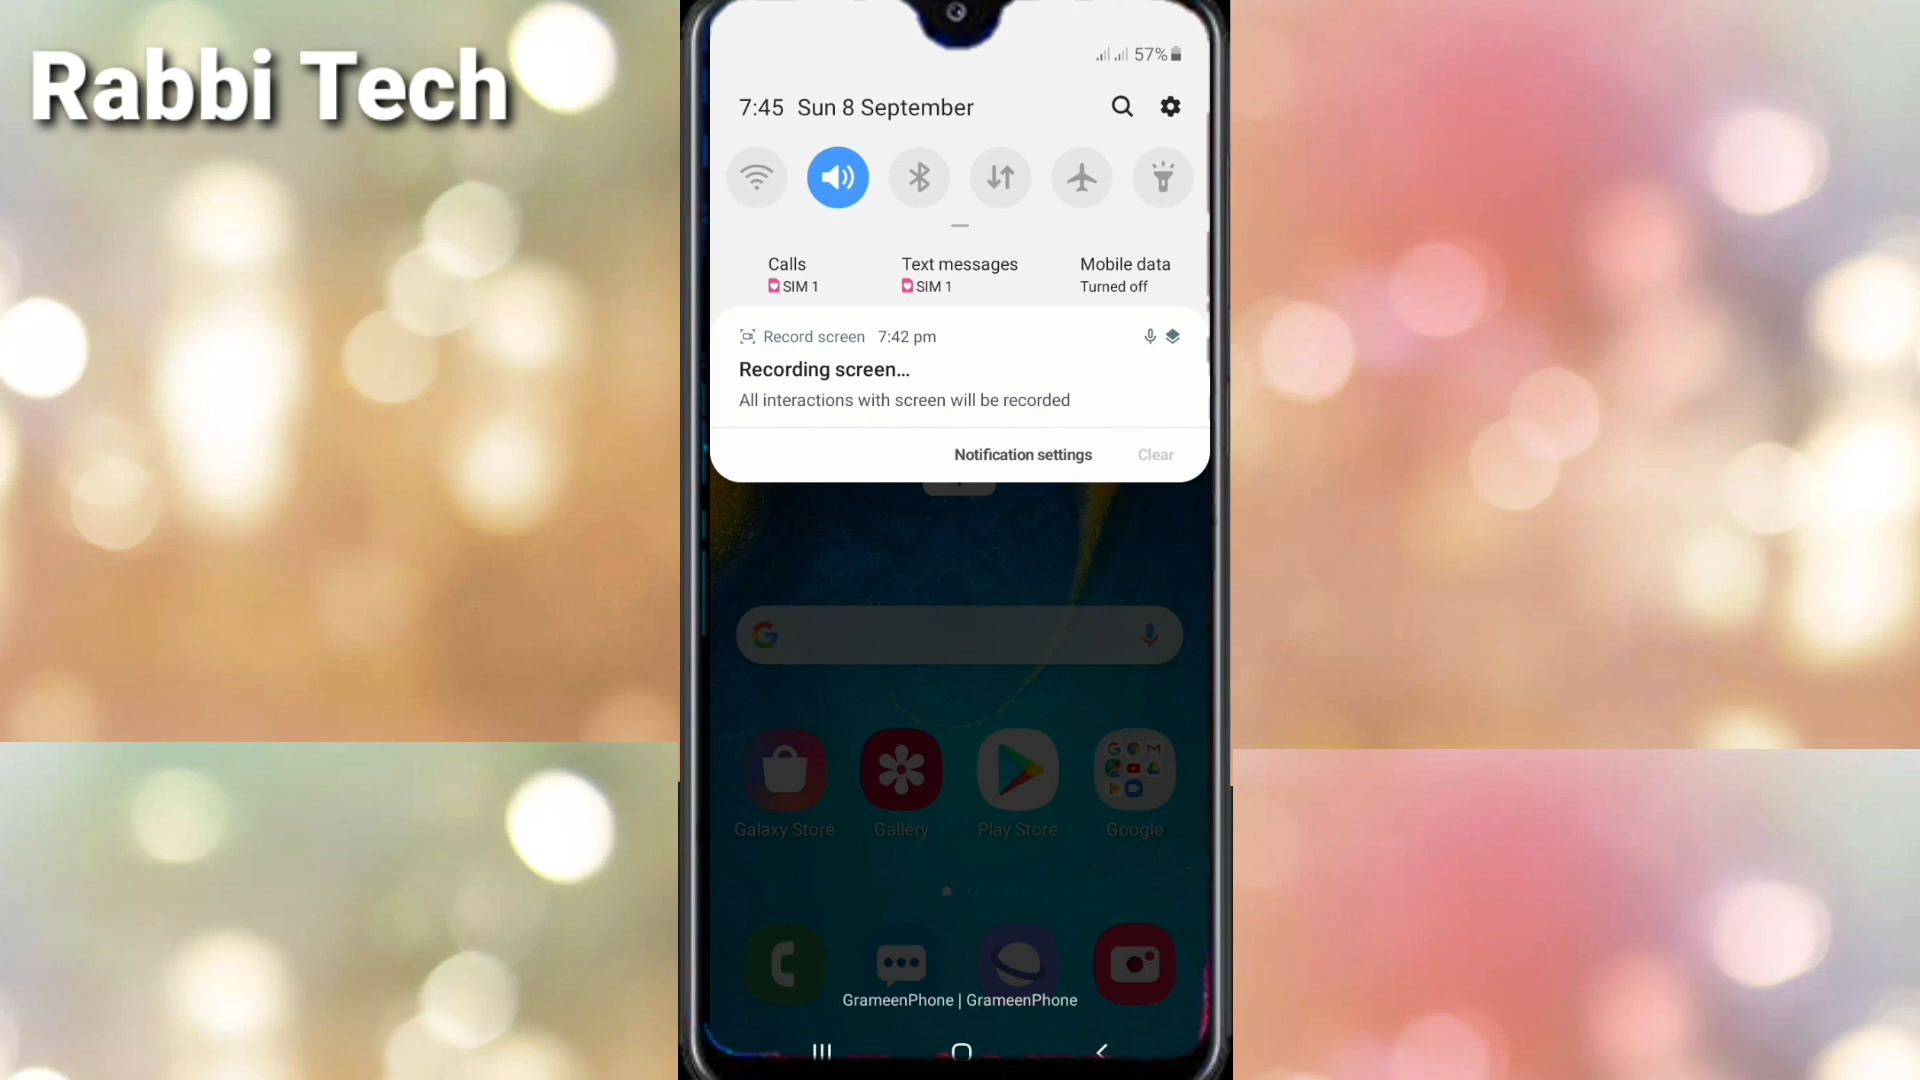 Rabbi Tech
57%
7:45 Sun 8 September
Calls
SIM 1
Text messages
SIM 1
Mobile data
Turned off
Record screen 7:42 pm
Recording screen...
All interactions with screen will be recorded
Notification settings Clear
Galaxy Store Gallery Play Store Google
GrameenPhone | GrameenPhone